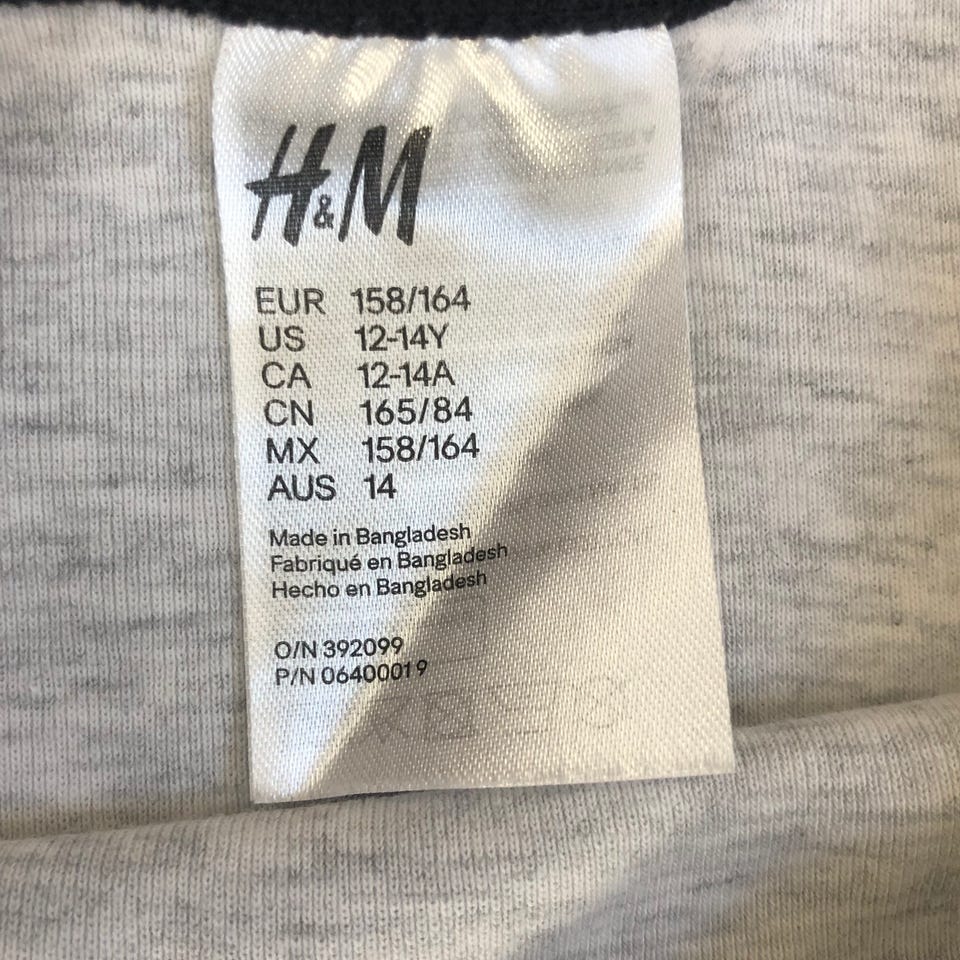 H&M
EUR 158/164
US 12-14Y
CA 12-14A
CN 165/84
MX 158/164
AUS 14
Made in Bangladesh
Fabriqué en Bangladesh
Hecho en Bangladesh
O/N 392099
P/N 06400019